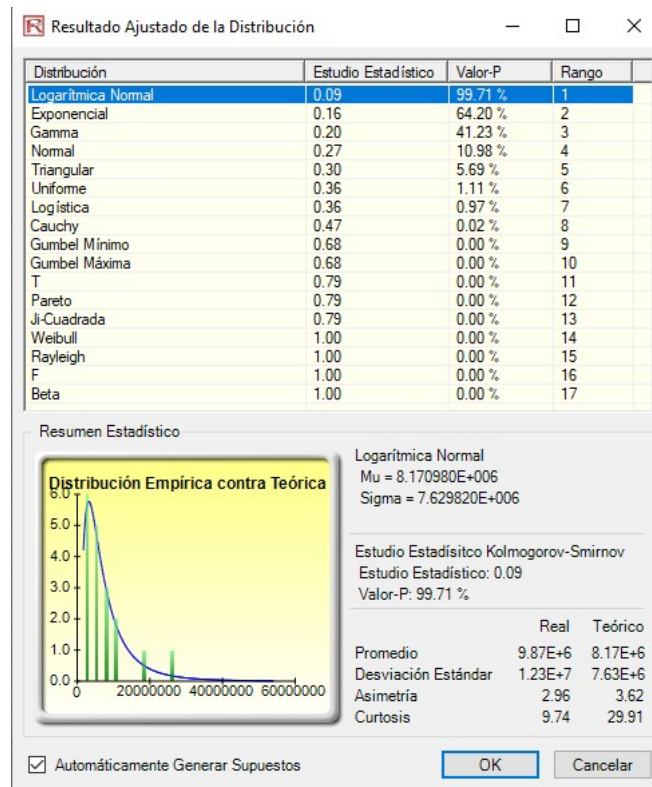 Resultado Ajustado de la Distribución
Distribución Estudio Estadístico Valor-P Rango
Logarítmica Normal 0.09 99.71 % 1
Exponencial 0.16 64.20 % 2
Gamma 0.20 41.23 % 3
Normal 0.27 10.98 % 4
Triangular 0.30 5.69 % 5
Uniforme 0.36 1.11 % 6
Logística 0.36 0.97 % 7
Cauchy 0.47 0.02 % 8
Gumbel Mínimo 0.68 0.00 % 9
Gumbel Máxima 0.68 0.00 % 10
T 0.79 0.00 % 11
Pareto 0.79 0.00 % 12
Ji-Cuadrada 0.79 0.00 % 13
Weibull 1.00 0.00 % 14
Rayleigh 1.00 0.00 % 15
F 1.00 0.00 % 16
Beta 1.00 0.00 % 17
Resumen Estadístico
Distribución Empírica contra Teórica
6.0
5.0
4.0
3.0
2.0
1.0
0.0
0 20000000 40000000 60000000
Logarítmica Normal
Mu = 8.170980E+006
Sigma = 7.629820E+006
Estudio Estadísitco Kolmogorov-Smirnov
Estudio Estadístico: 0.09
Valor-P: 99.71 %
Real Teórico
Promedio 9.87E+6 8.17E+6
Desviación Estándar 1.23E+7 7.63E+6
Asimetría 2.96 3.62
Curtosis 9.74 29.91
Automáticamente Generar Supuestos
OK Cancelar